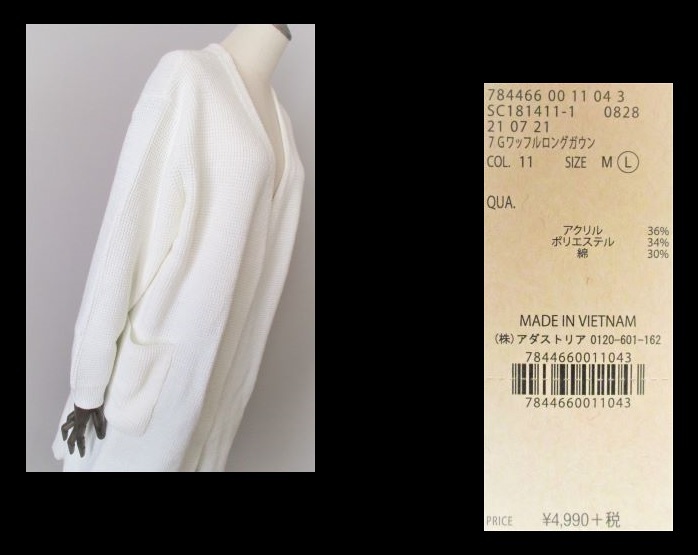 784466 00 11 04 3
SC181411-1 0828
21 07 21
7Gワッフルロングガウン
COL. 11 SIZE M L
QUA.
アクリル 36%
ポリエステル 34%
綿 30%
MADE IN VIETNAM
(株)アダストリア 0120-601-162
7844660011043
7844660011043
PRICE ¥4,990+税